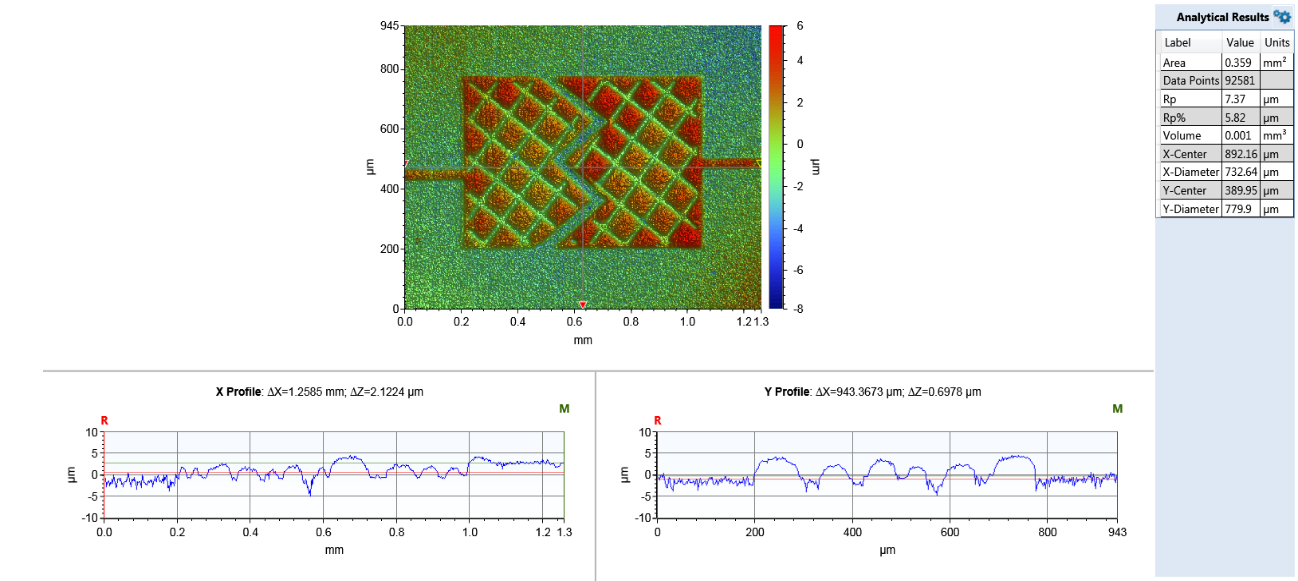 945
800
600
400
200
0
µm
0.0 0.2 0.4 0.6 0.8 1.0 1.2 1.3
mm
6
4
2
0
-2
-4
-6
-8
µm
Analytical Results
Label Value Units
Area 0.359 mm²
Data Points 92581
Rp 7.37 µm
Rp% 5.82 µm
Volume 0.001 mm³
X-Center 892.16 µm
X-Diameter 732.64 µm
Y-Center 389.95 µm
Y-Diameter 779.9 µm
X Profile: ΔX=1.2585 mm; ΔZ=2.1224 µm
R M
10
5
0
-5
-10
µm
0.0 0.2 0.4 0.6 0.8 1.0 1.2 1.3
mm
Y Profile: ΔX=943.3673 µm; ΔZ=0.6978 µm
R M
10
5
0
-5
-10
µm
0 200 400 600 800 943
µm